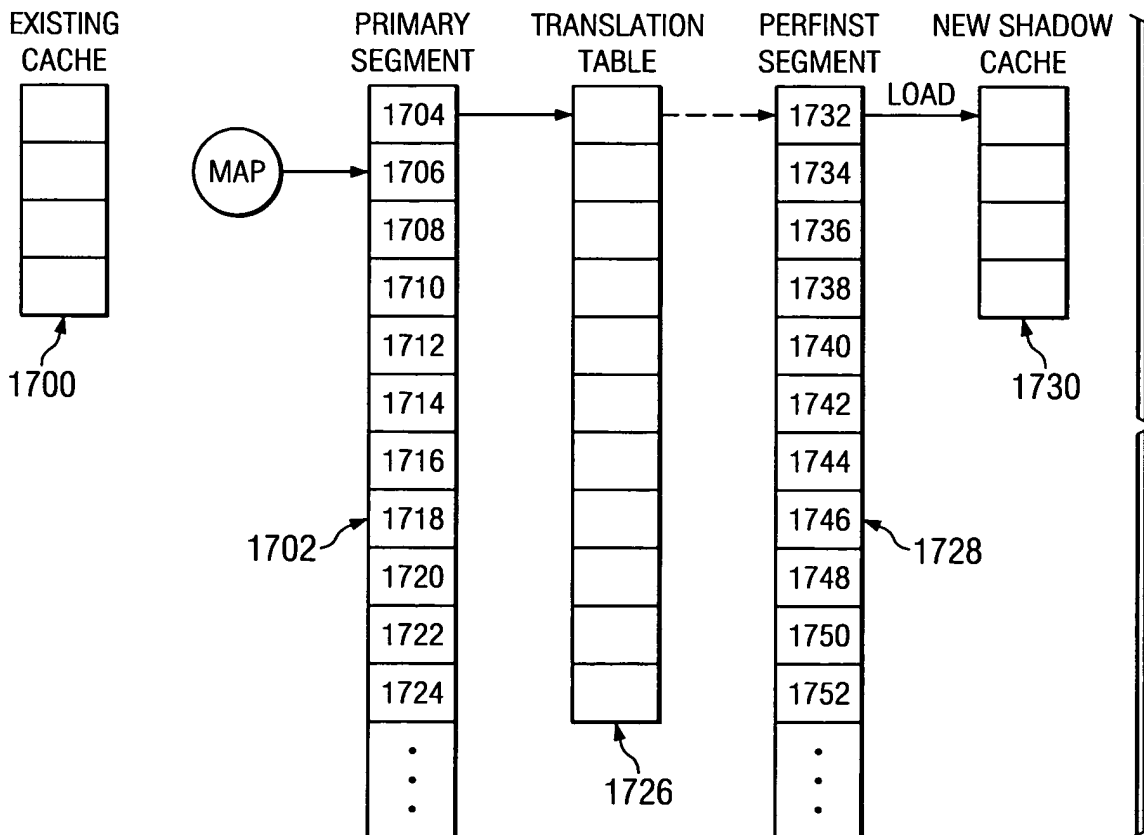 EXISTING
CACHE
PRIMARY
SEGMENT
TRANSLATION
TABLE
PERFINST
SEGMENT
NEW SHADOW
CACHE
1704
1732
LOAD
MAP
1706
1734
1708
1736
1710
1738
1700
1712
1740
1730
1714
1742
1716
1744
1702
1718
1746
1728
1720
1748
1722
1750
1724
1752
1726